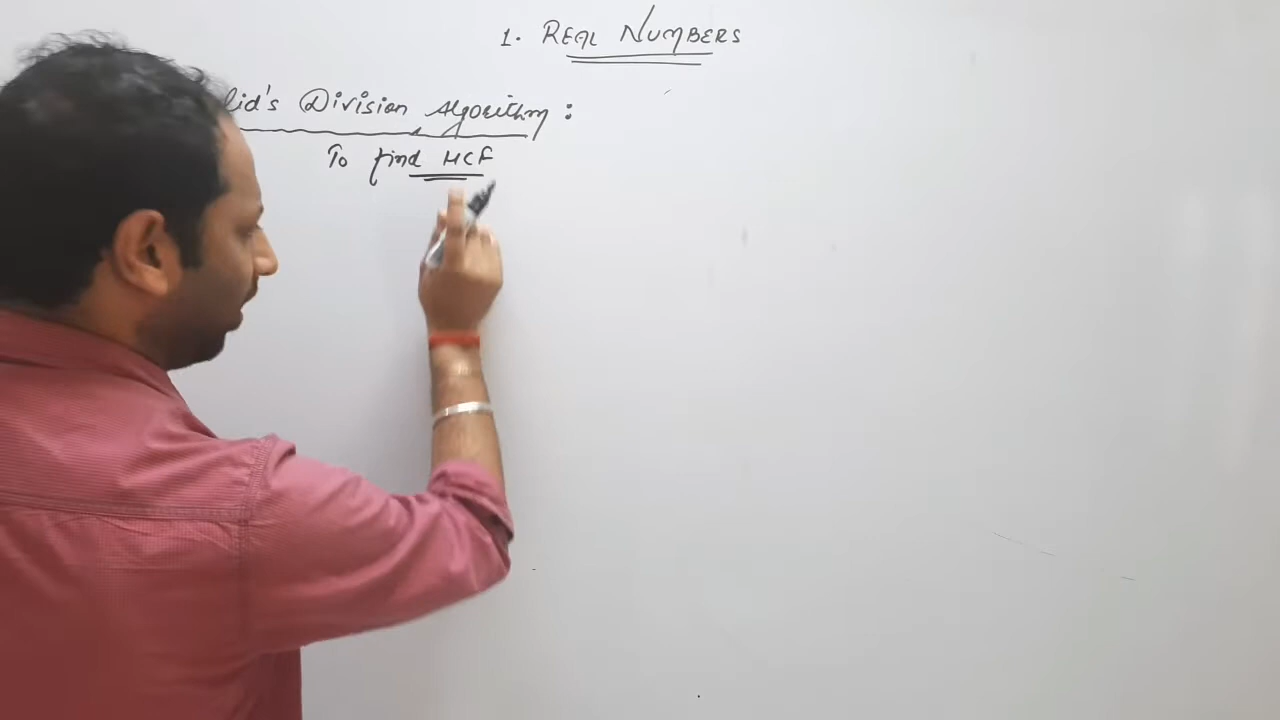 1. REAL NUMBERS
lid's Division Algorithm :
To find HCF